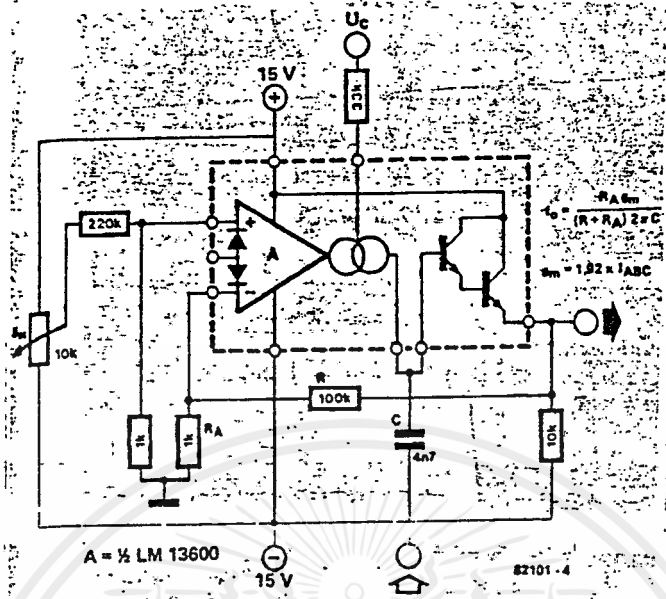 Uc
15 V
+
33k
220k
+
A
-
10k
1k
1k
RA
R
100k
C
4n7
10k
RA gm
(R + RA) 2π C
gm = 1,92 x IABC
A = ½ LM 13600
-
15 V
82101 - 4